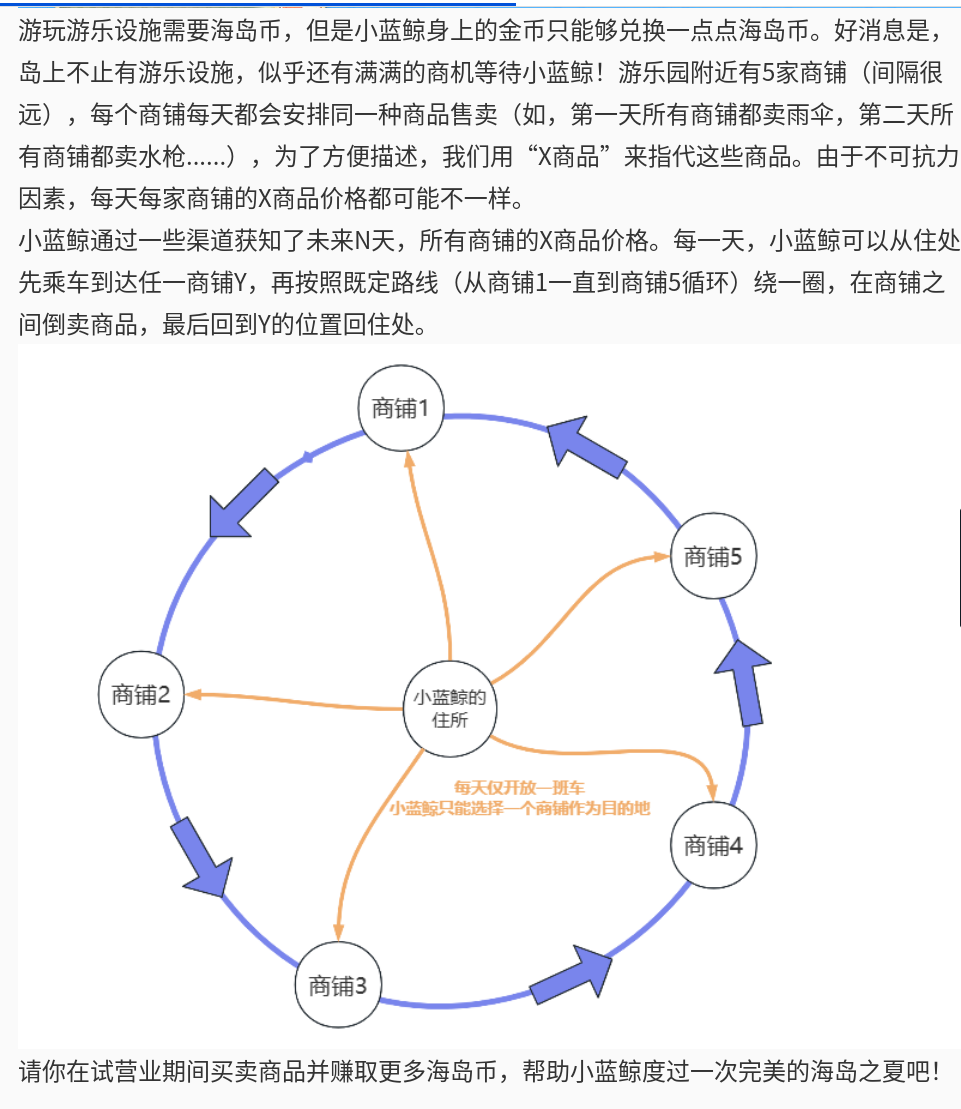 游玩游乐设施需要海岛币，但是小蓝鲸身上的金币只能够兑换一点点海岛币。好消息是，
岛上不止有游乐设施，似乎还有满满的商机等待小蓝鲸！游乐园附近有5家商铺（间隔很
远），每个商铺每天都会安排同一种商品售卖（如，第一天所有商铺都卖雨伞，第二天所
有商铺都卖水枪......），为了方便描述，我们用“X商品”来指代这些商品。由于不可抗力
因素，每天每家商铺的X商品价格都可能不一样。
小蓝鲸通过一些渠道获知了未来N天，所有商铺的X商品价格。每一天，小蓝鲸可以从住处
先乘车到达任一商铺Y，再按照既定路线（从商铺1一直到商铺5循环）绕一圈，在商铺之
间倒卖商品，最后回到Y的位置回住处。
商铺1
商铺5
商铺2
小蓝鲸的
住所
每天仅开放一班车
小蓝鲸只能选择一个商铺作为目的地
商铺4
商铺3
请你在试营业期间买卖商品并赚取更多海岛币，帮助小蓝鲸度过一次完美的海岛之夏吧！